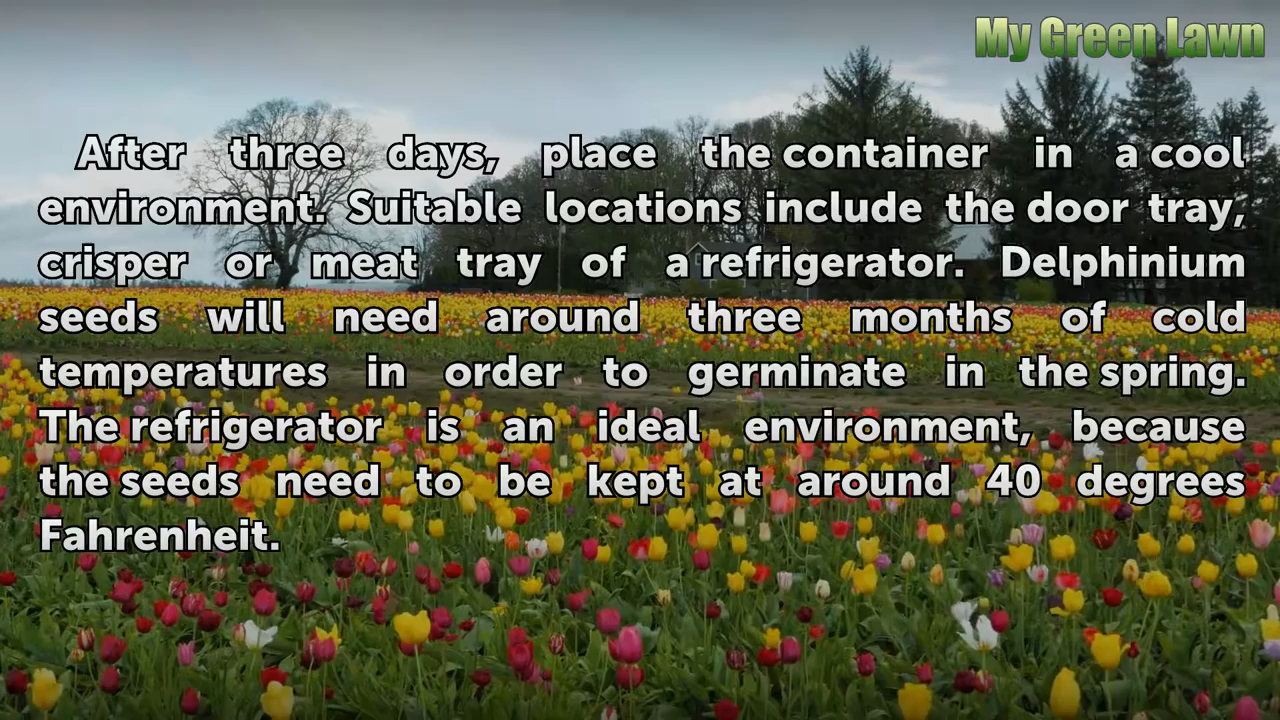 My Green Lawn
After three days, place the container in a cool
environment. Suitable locations include the door tray,
crisper or meat tray of a refrigerator. Delphinium
seeds will need around three months of cold
temperatures in order to germinate in the spring.
The refrigerator is an ideal environment, because
the seeds need to be kept at around 40 degrees
Fahrenheit.